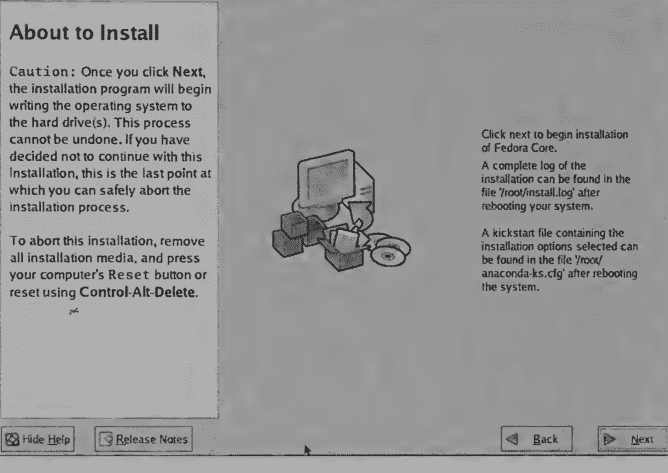 About to Install
Caution: Once you click Next,
the installation program will begin
writing the operating system to
the hard drive(s). This process
cannot be undone. If you have
decided not to continue with this
installation, this is the last point at
which you can safely abort the
installation process.
To abort this installation, remove
all installation media, and press
your computer's Reset button or
reset using Control-Alt-Delete.
Click next to begin installation
of Fedora Core.
A complete log of the
installation can be found in the
file '/root/install.log' after
rebooting your system.
A kickstart file containing the
installation options selected can
be found in the file '/root/
anaconda-ks.cfg' after rebooting
the system.
Hide Help
Release Notes
Back
Next